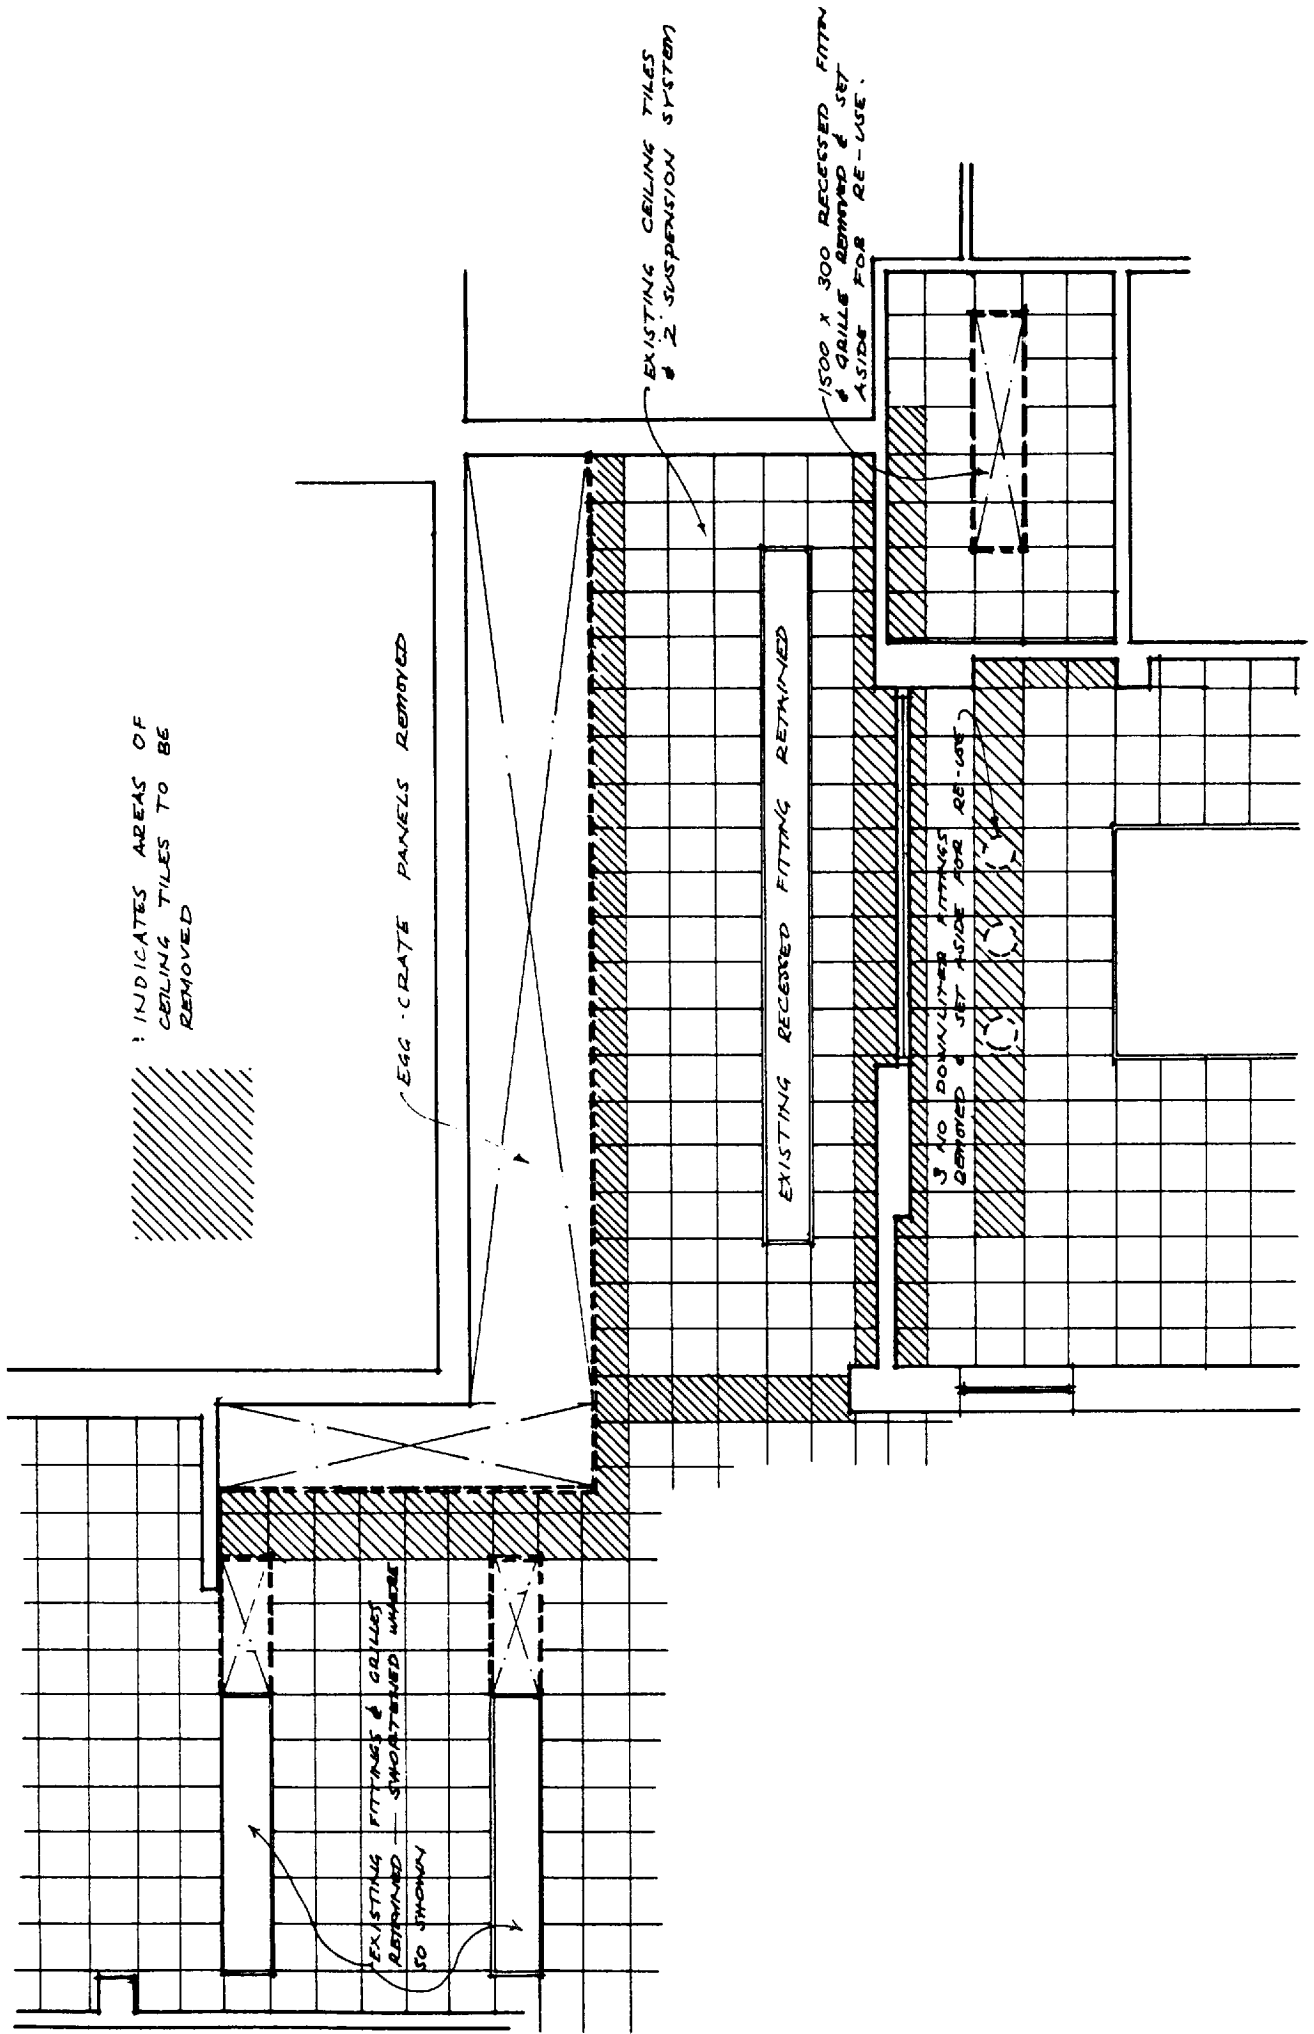 : INDICATES AREAS OF
CEILING TILES TO BE
REMOVED
EGG-CRATE PANELS REMOVED
EXISTING CEILING TILES
& 'Z' SUSPENSION SYSTEM
1500 X 300 RECESSED FITTIN
& GRILLE REMOVED & SET
ASIDE FOR RE-USE.
EXISTING RECESSED FITTING RETAINED
3 NO DOWNLITER FITTINGS
REMOVED & SET ASIDE FOR RE-USE
EXISTING FITTINGS & GRILLES
RETAINED — SHORTENED WHERE
SO SHOWN